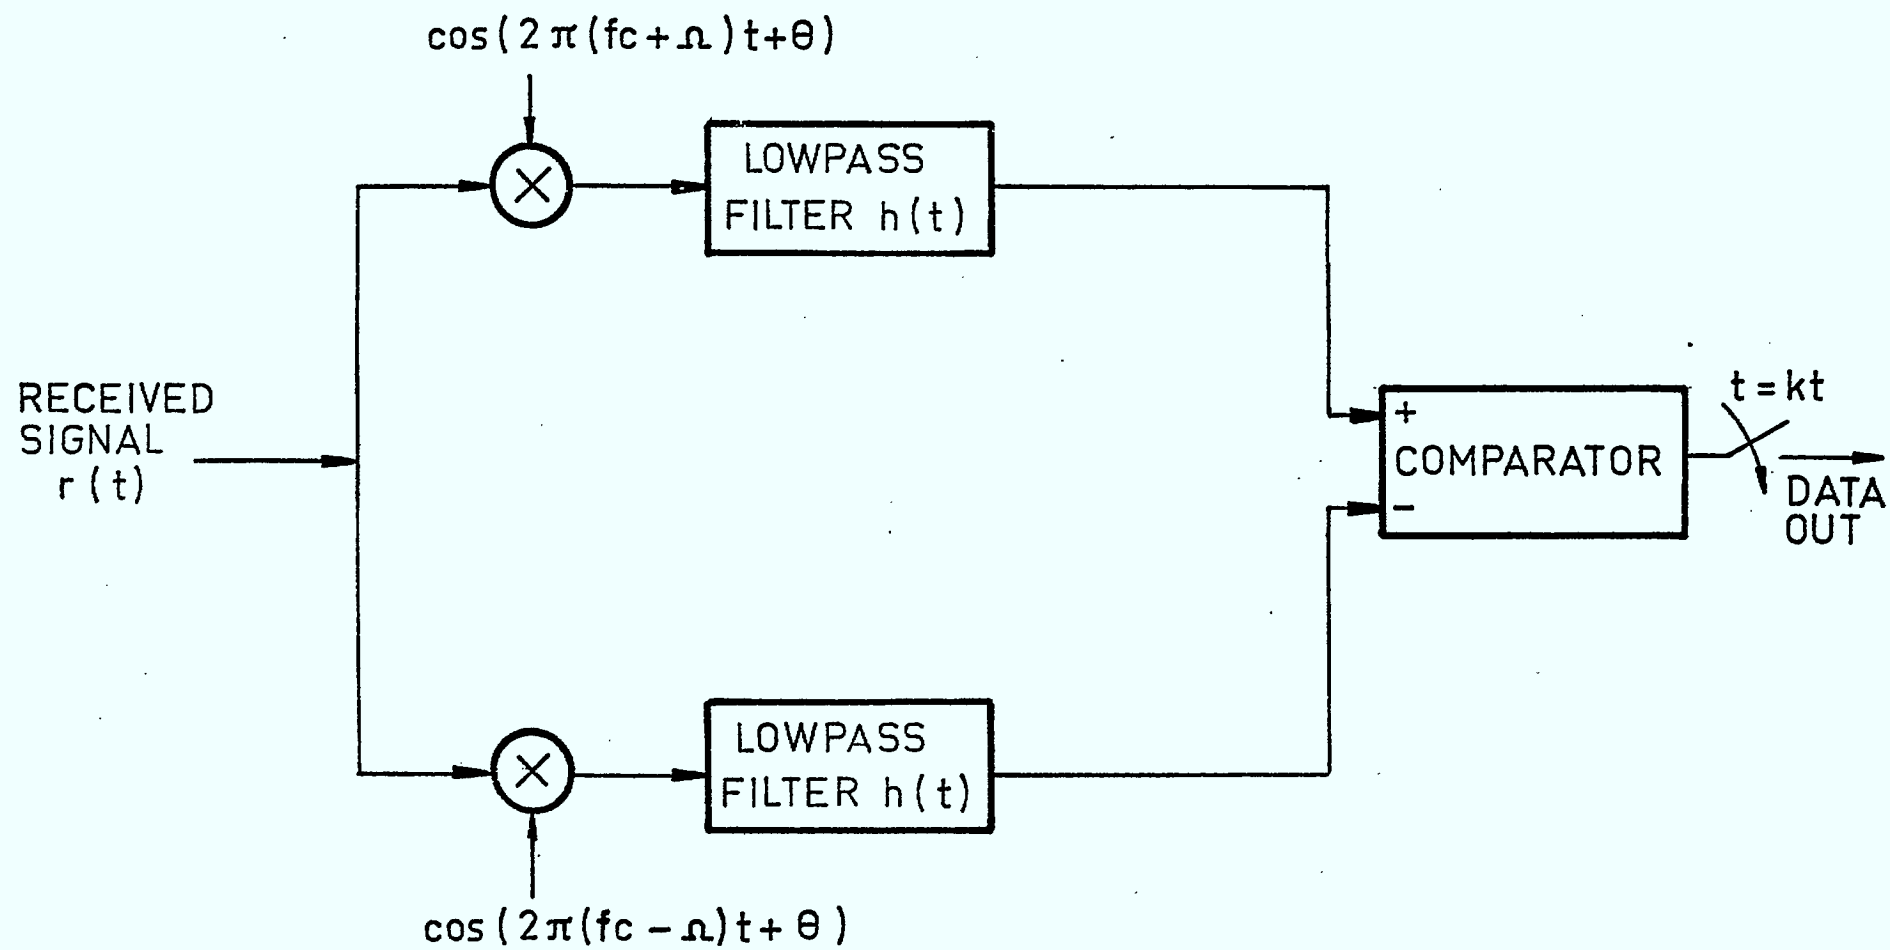 cos(2π(fc+Ω)t+θ)
LOWPASS
FILTER h(t)
RECEIVED
SIGNAL
r(t)
+
COMPARATOR
−
t=kt
DATA
OUT
LOWPASS
FILTER h(t)
cos(2π(fc-Ω)t+θ)